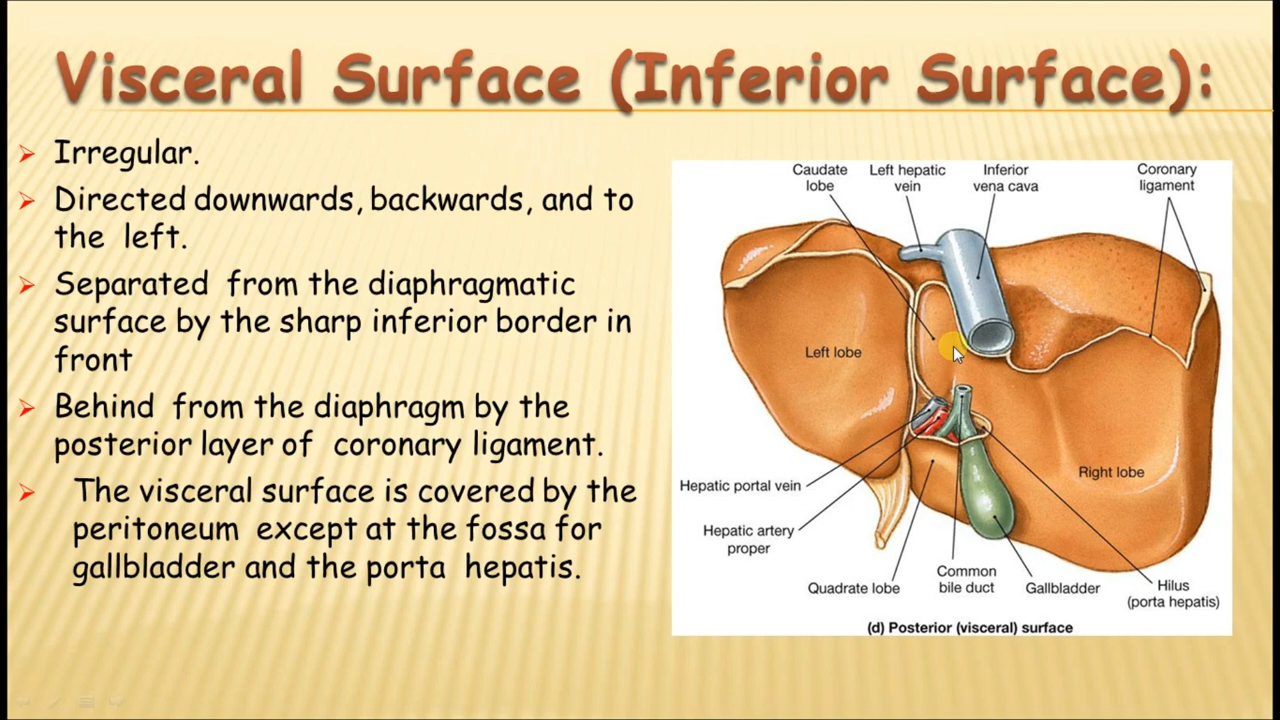 Visceral Surface (Inferior Surface):
Irregular.
Directed downwards, backwards, and to
the left.
Separated from the diaphragmatic
surface by the sharp inferior border in
front
Behind from the diaphragm by the
posterior layer of coronary ligament.
The visceral surface is covered by the
peritoneum except at the fossa for
gallbladder and the porta hepatis.
Caudate
lobe
Left hepatic
vein
Inferior
vena cava
Coronary
ligament
Left lobe
Right lobe
Hepatic portal vein
Hepatic artery
proper
Quadrate lobe
Common
bile duct
Gallbladder
Hilus
(porta hepatis)
(d) Posterior (visceral) surface